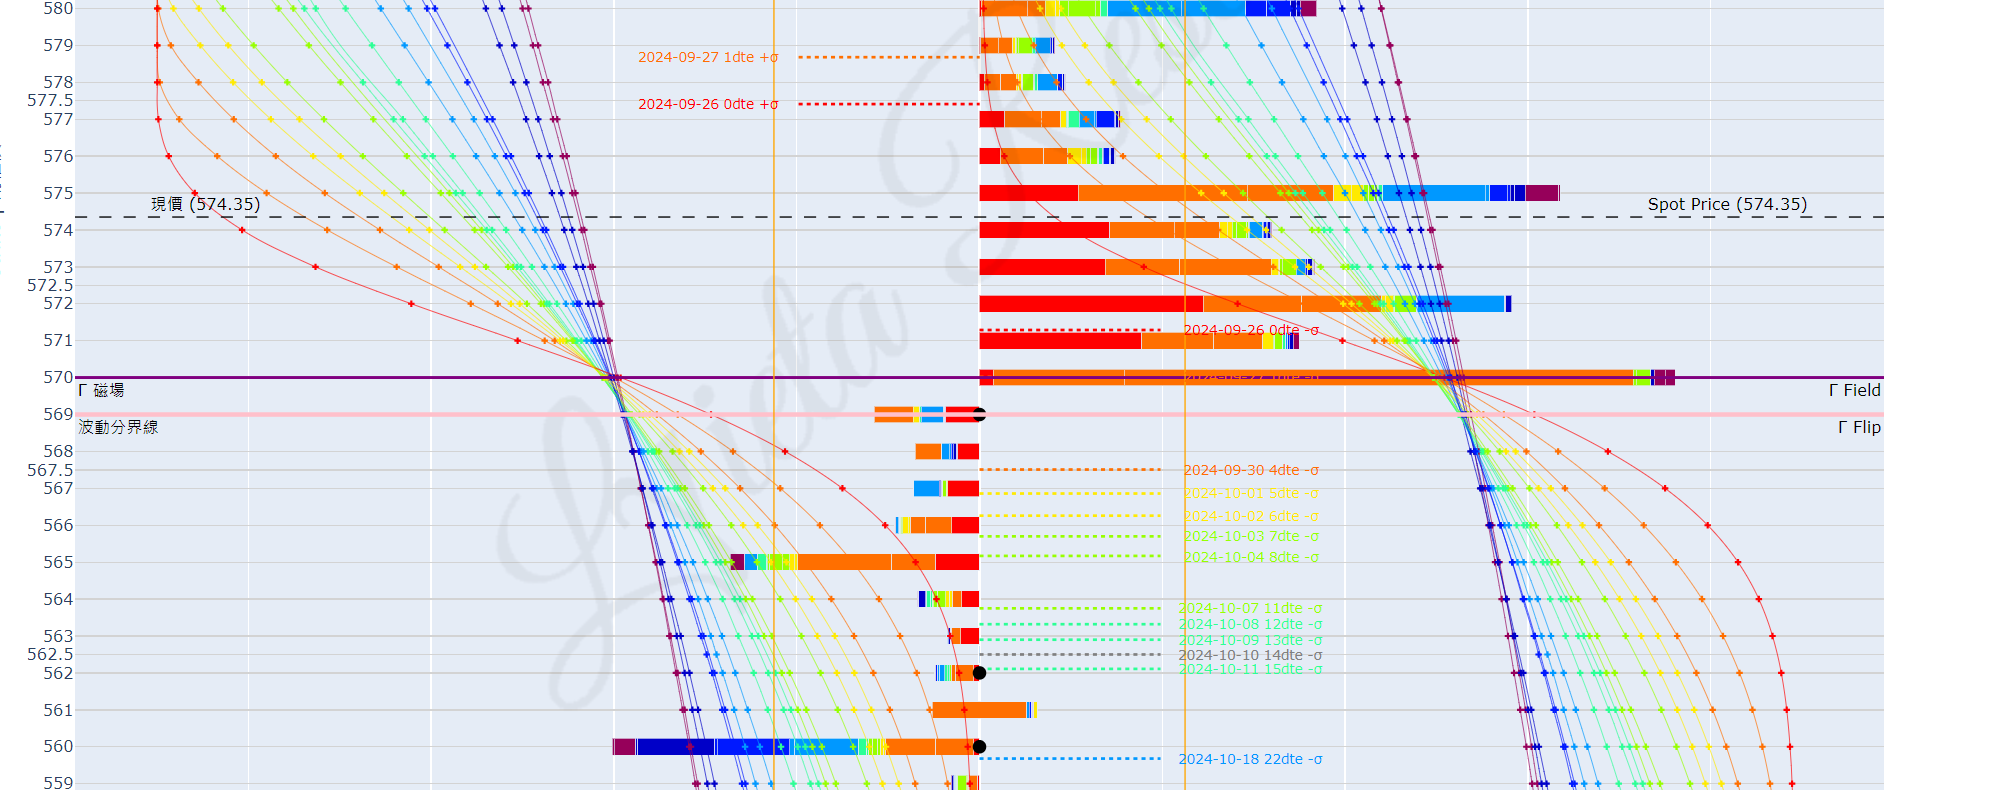 580
579
2024-09-27 1dte +σ
578
577.5
2024-09-26 0dte +σ
577
576
575
現價 (574.35)
Spot Price (574.35)
574
573
572.5
572
2024-09-26 0dte -σ
571
570
Γ 磁場
Γ Field
569
波動分界線
Γ Flip
568
567.5
2024-09-30 4dte -σ
567
2024-10-01 5dte -σ
566
2024-10-02 6dte -σ
2024-10-03 7dte -σ
565
2024-10-04 8dte -σ
564
2024-10-07 11dte -σ
2024-10-08 12dte -σ
563
2024-10-09 13dte -σ
562.5
2024-10-10 14dte -σ
562
2024-10-11 15dte -σ
561
560
2024-10-18 22dte -σ
559